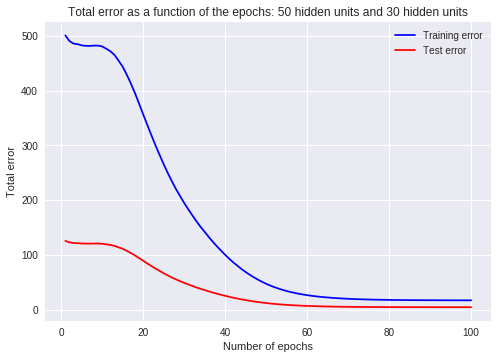 Total error as a function of the epochs: 50 hidden units and 30 hidden units
Training error
Test error
500
400
300
200
100
0
Total error
0 20 40 60 80 100
Number of epochs